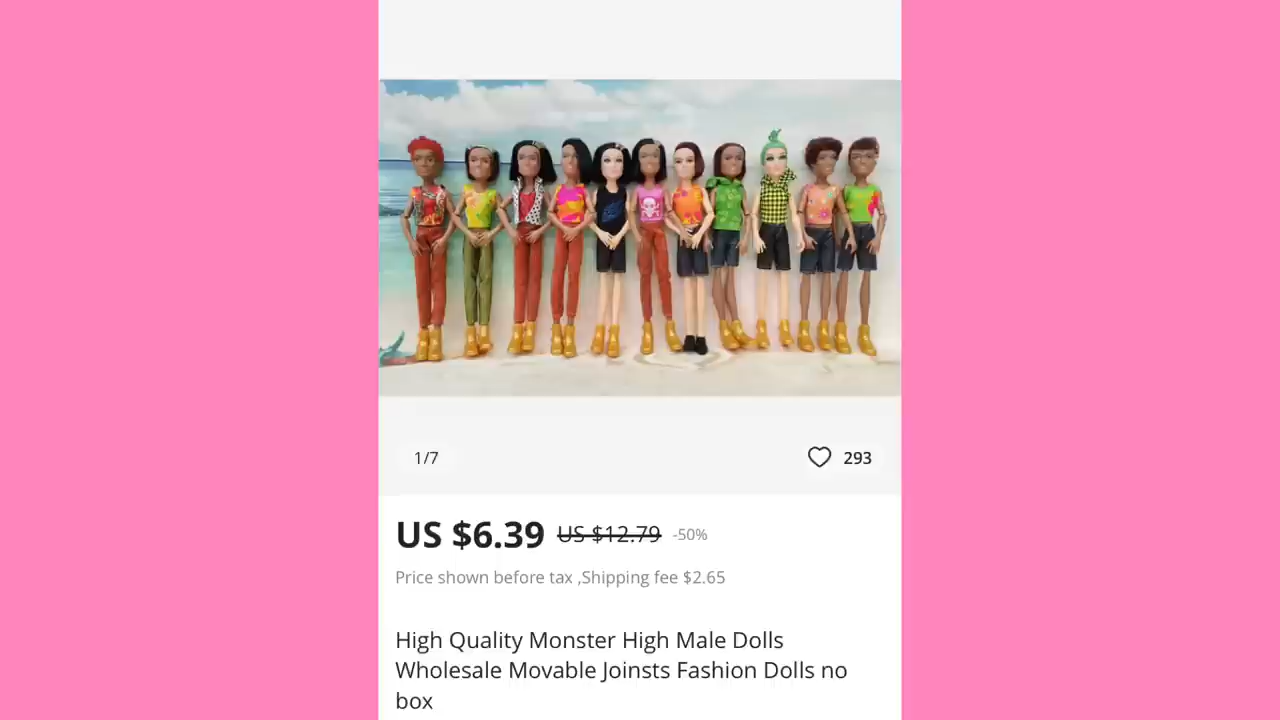 1/7
293
US $6.39 US $12.79 -50%
Price shown before tax ,Shipping fee $2.65
High Quality Monster High Male Dolls
Wholesale Movable Joinsts Fashion Dolls no
box